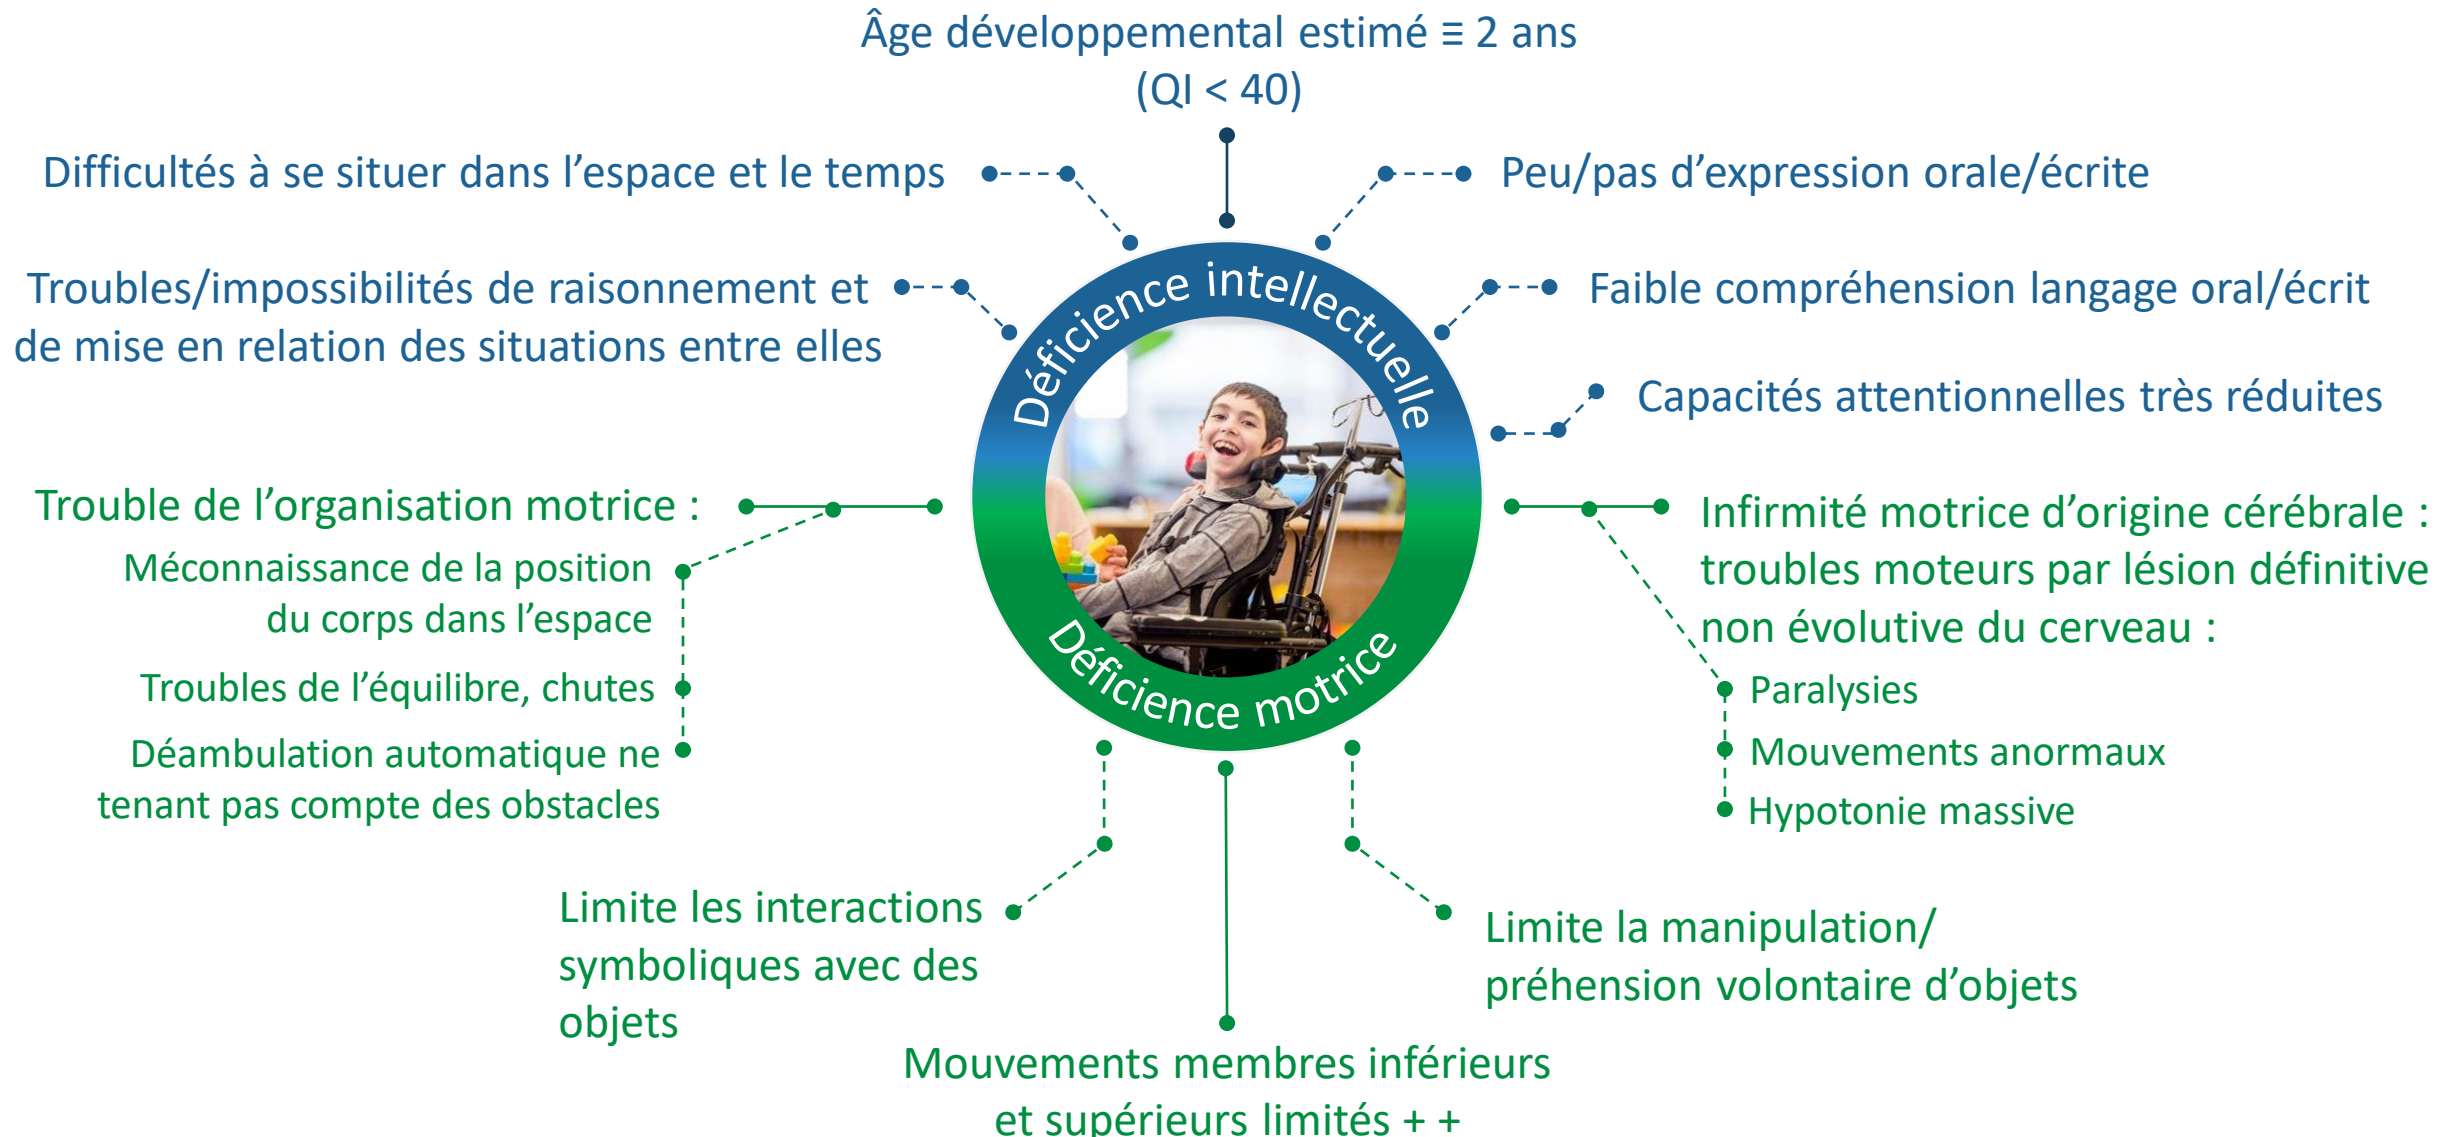 Âge développemental estimé ≡ 2 ans
(QI < 40)
Difficultés à se situer dans l’espace et le temps
Peu/pas d’expression orale/écrite
Troubles/impossibilités de raisonnement et
de mise en relation des situations entre elles
Faible compréhension langage oral/écrit
Capacités attentionnelles très réduites
Déficience intellectuelle
Déficience motrice
Trouble de l’organisation motrice :
Méconnaissance de la position
du corps dans l’espace
Troubles de l’équilibre, chutes
Déambulation automatique ne
tenant pas compte des obstacles
Infirmité motrice d’origine cérébrale :
troubles moteurs par lésion définitive
non évolutive du cerveau :
Paralysies
Mouvements anormaux
Hypotonie massive
Limite les interactions
symboliques avec des
objets
Limite la manipulation/
préhension volontaire d’objets
Mouvements membres inférieurs
et supérieurs limités + +